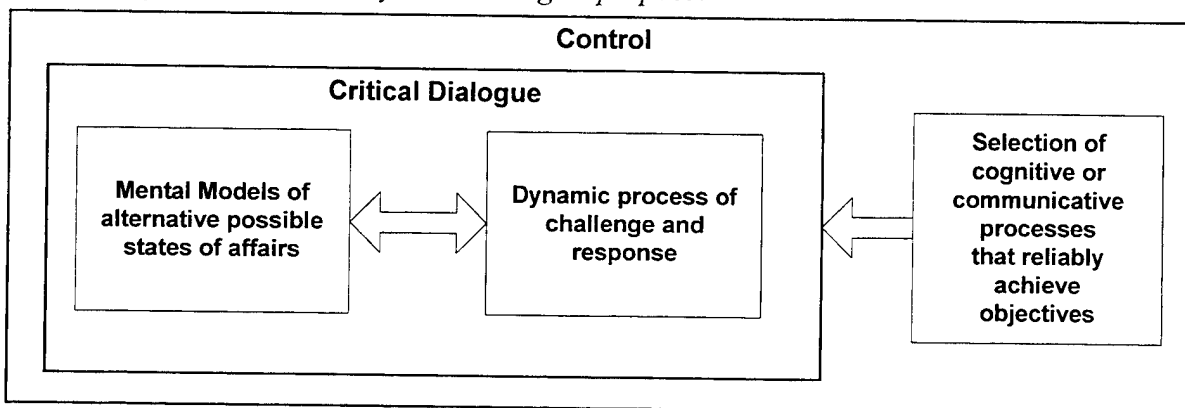 Control
Critical Dialogue
Mental Models of
alternative possible
states of affairs
Dynamic process of
challenge and
response
Selection of
cognitive or
communicative
processes
that reliably
achieve
objectives